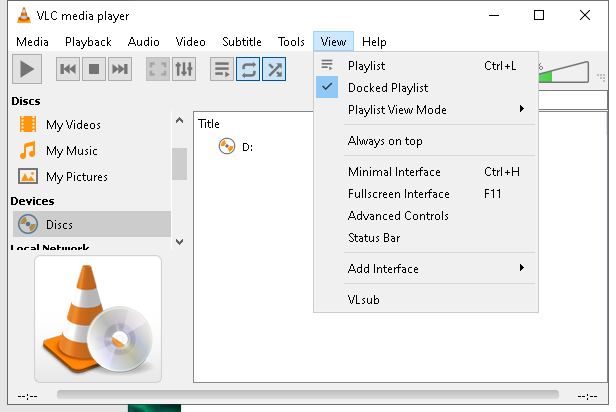 VLC media player
Media Playback Audio Video Subtitle Tools View Help
Discs
My Videos
My Music
My Pictures
Devices
Discs
Local Network
Title
D:
Playlist Ctrl+L
Docked Playlist
Playlist View Mode
Always on top
Minimal Interface Ctrl+H
Fullscreen Interface F11
Advanced Controls
Status Bar
Add Interface
VLsub
%
--:-- --:--